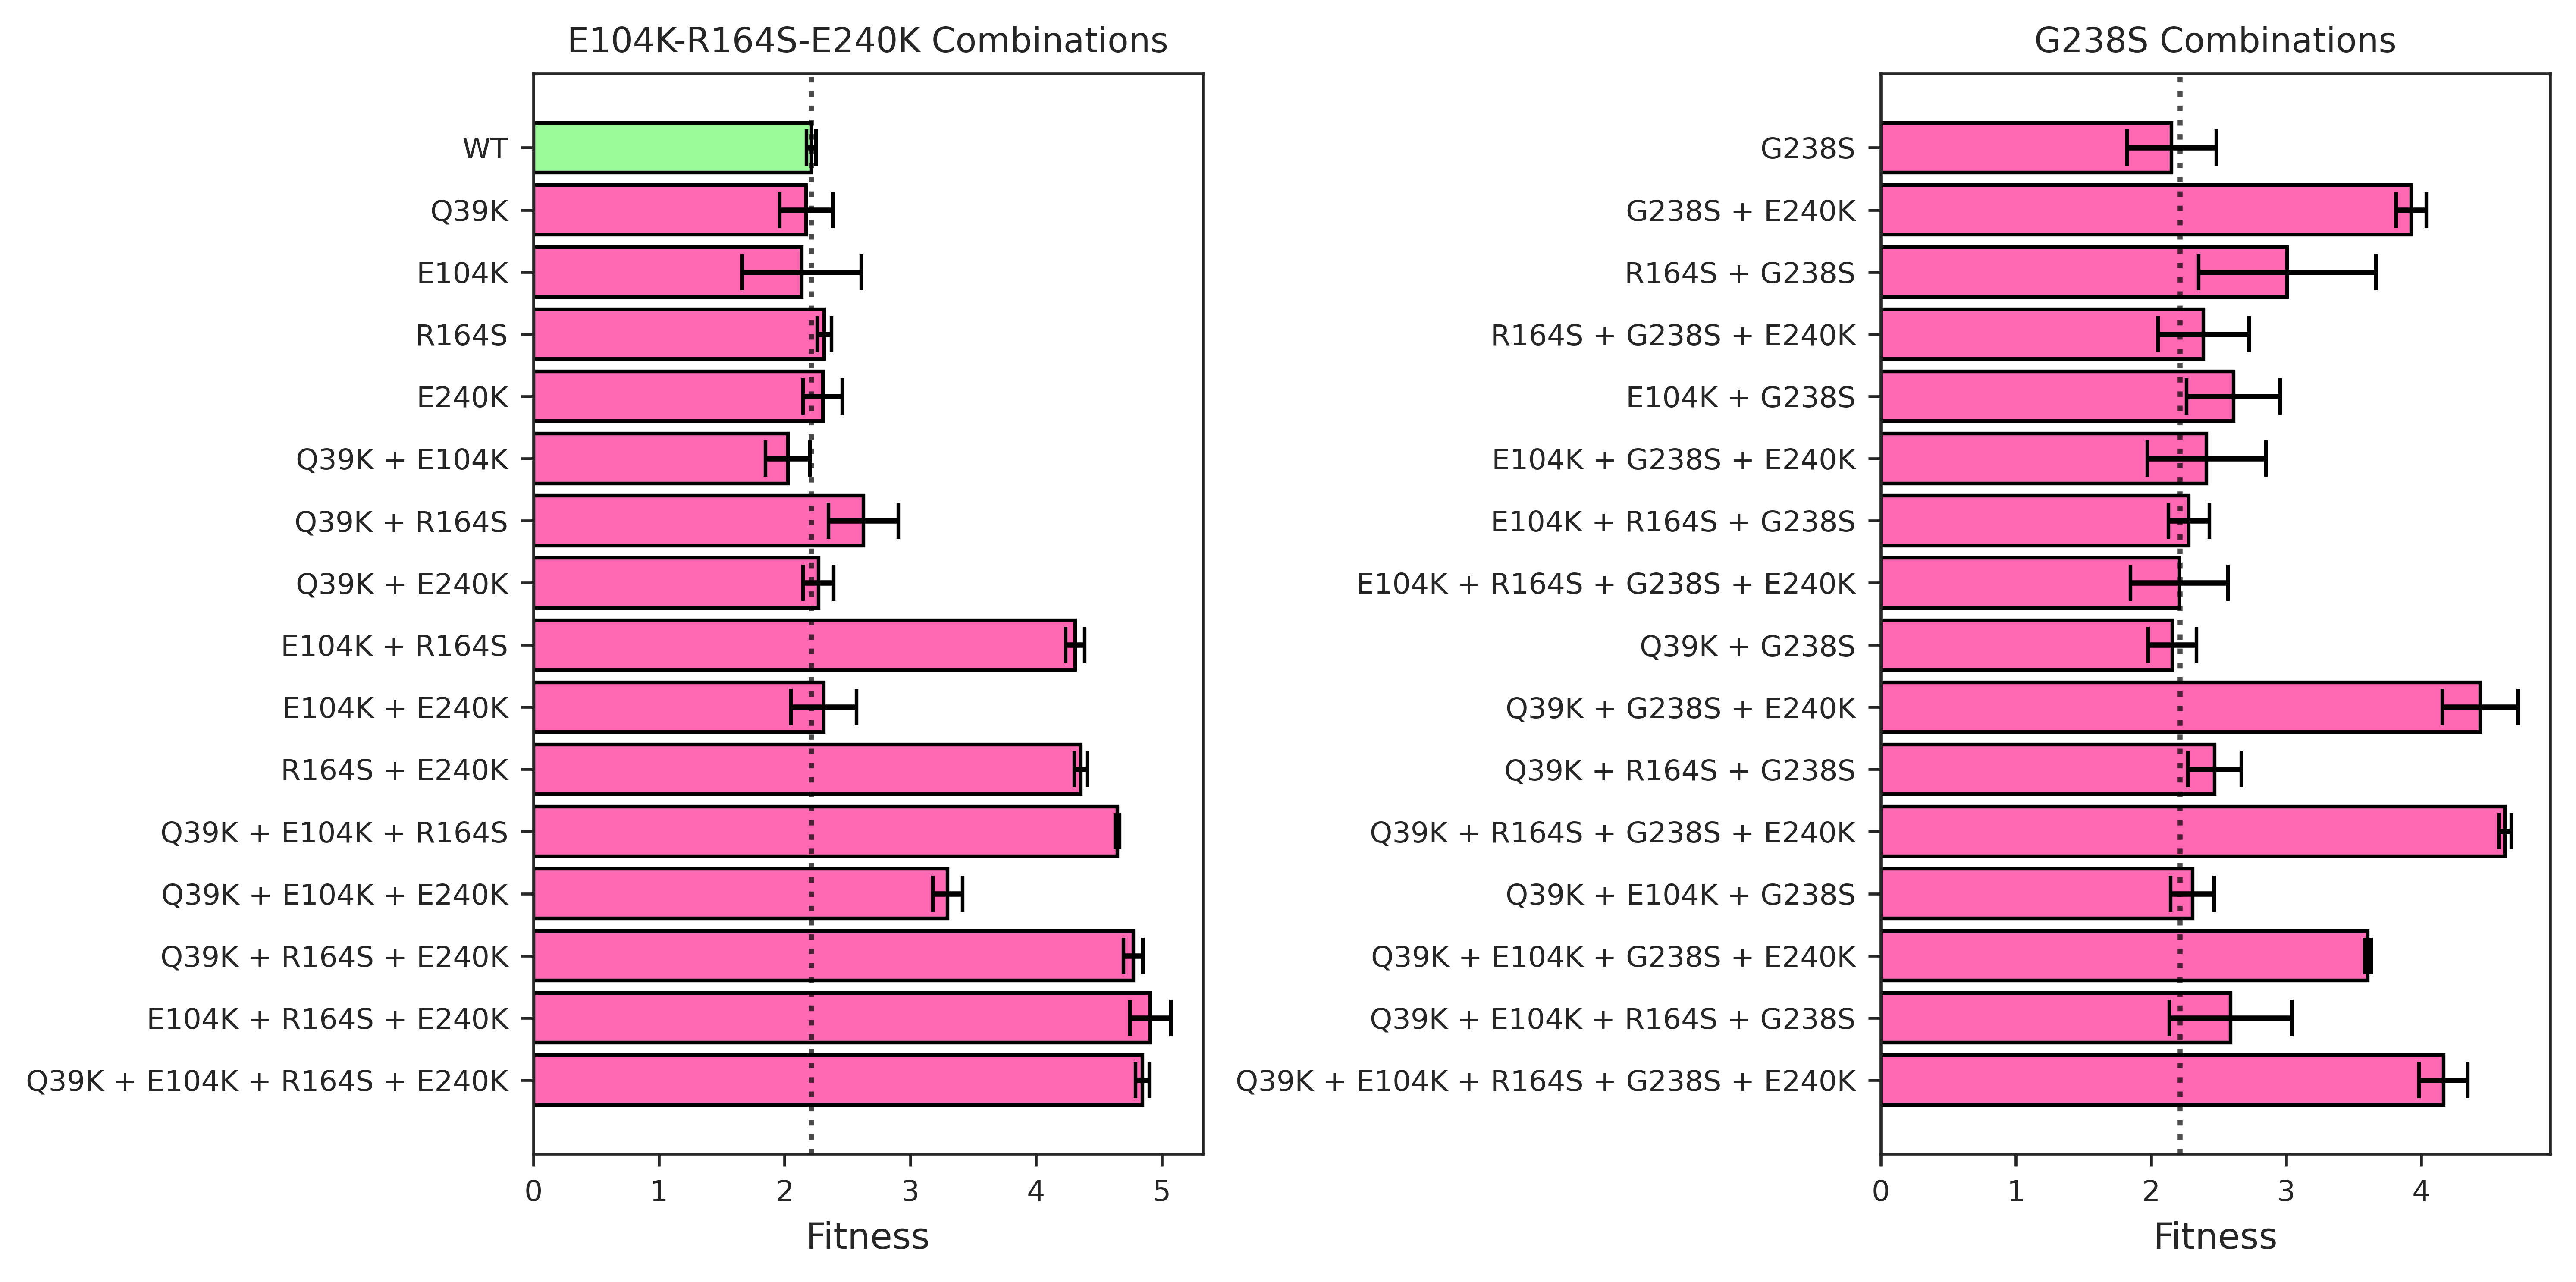 E104K-R164S-E240K Combinations
WT
Q39K
E104K
R164S
E240K
Q39K + E104K
Q39K + R164S
Q39K + E240K
E104K + R164S
E104K + E240K
R164S + E240K
Q39K + E104K + R164S
Q39K + E104K + E240K
Q39K + R164S + E240K
E104K + R164S + E240K
Q39K + E104K + R164S + E240K
0 1 2 3 4 5
Fitness
G238S Combinations
G238S
G238S + E240K
R164S + G238S
R164S + G238S + E240K
E104K + G238S
E104K + G238S + E240K
E104K + R164S + G238S
E104K + R164S + G238S + E240K
Q39K + G238S
Q39K + G238S + E240K
Q39K + R164S + G238S
Q39K + R164S + G238S + E240K
Q39K + E104K + G238S
Q39K + E104K + G238S + E240K
Q39K + E104K + R164S + G238S
Q39K + E104K + R164S + G238S + E240K
0 1 2 3 4
Fitness